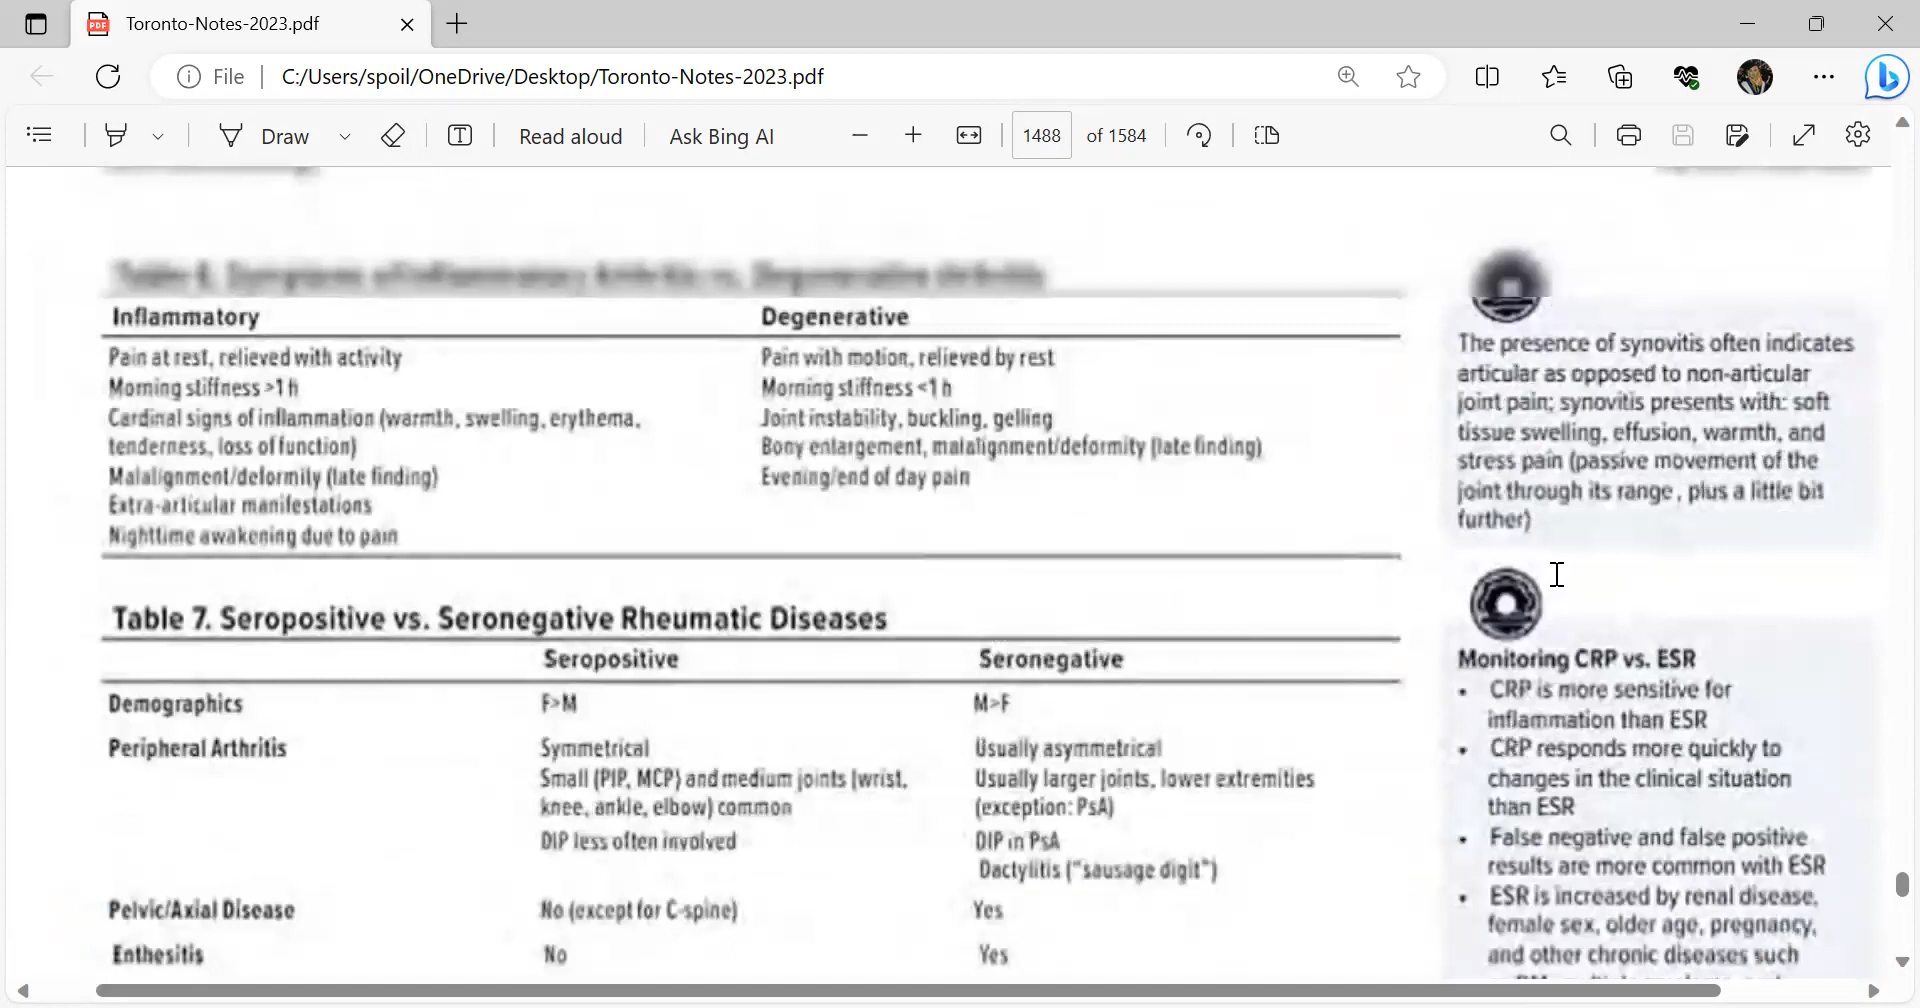 Toronto-Notes-2023.pdf
File
C:/Users/spoil/OneDrive/Desktop/Toronto-Notes-2023.pdf
Draw
Read aloud
Ask Bing AI
1488 of 1584
Table 6. Symptoms of Inflammatory Arthritis vs. Degenerative Arthritis
Inflammatory
Degenerative
Pain at rest, relieved with activity
Pain with motion, relieved by rest
Morning stiffness >1 h
Morning stiffness <1 h
Cardinal signs of inflammation (warmth, swelling, erythema,
tenderness, loss of function)
Joint instability, buckling, gelling
Bony enlargement, malalignment/deformity (late finding)
Malalignment/deformity (late finding)
Evening/end of day pain
Extra-articular manifestations
Nighttime awakening due to pain
Table 7. Seropositive vs. Seronegative Rheumatic Diseases
Seropositive
Seronegative
Demographics
F>M
M>F
Peripheral Arthritis
Symmetrical
Usually asymmetrical
Small (PIP, MCP) and medium joints (wrist,
knee, ankle, elbow) common
Usually larger joints, lower extremities
(exception: PsA)
DIP less often involved
DIP in PsA
Dactylitis ("sausage digit")
Pelvic/Axial Disease
No (except for C-spine)
Yes
Enthesitis
No
Yes
The presence of synovitis often indicates
articular as opposed to non-articular
joint pain; synovitis presents with: soft
tissue swelling, effusion, warmth, and
stress pain (passive movement of the
joint through its range, plus a little bit
further)
Monitoring CRP vs. ESR
• CRP is more sensitive for
inflammation than ESR
• CRP responds more quickly to
changes in the clinical situation
than ESR
• False negative and false positive
results are more common with ESR
• ESR is increased by renal disease,
female sex, older age, pregnancy,
and other chronic diseases such